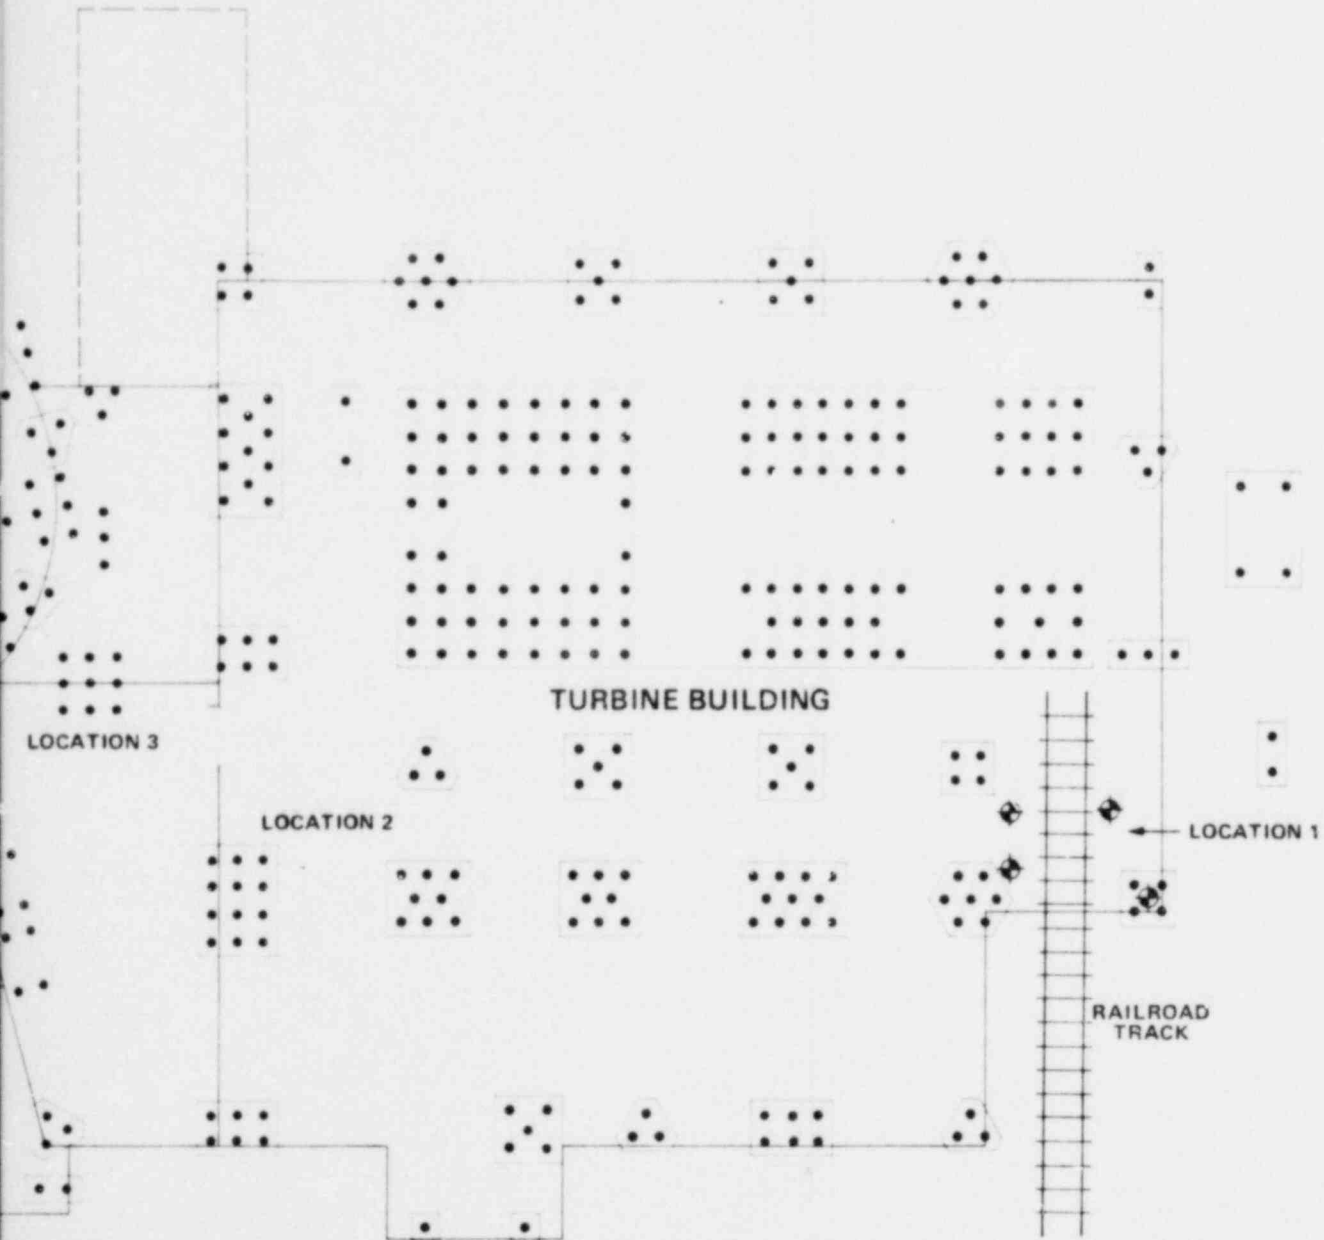 TURBINE BUILDING
LOCATION 3
LOCATION 2
LOCATION 1
RAILROAD
TRACK